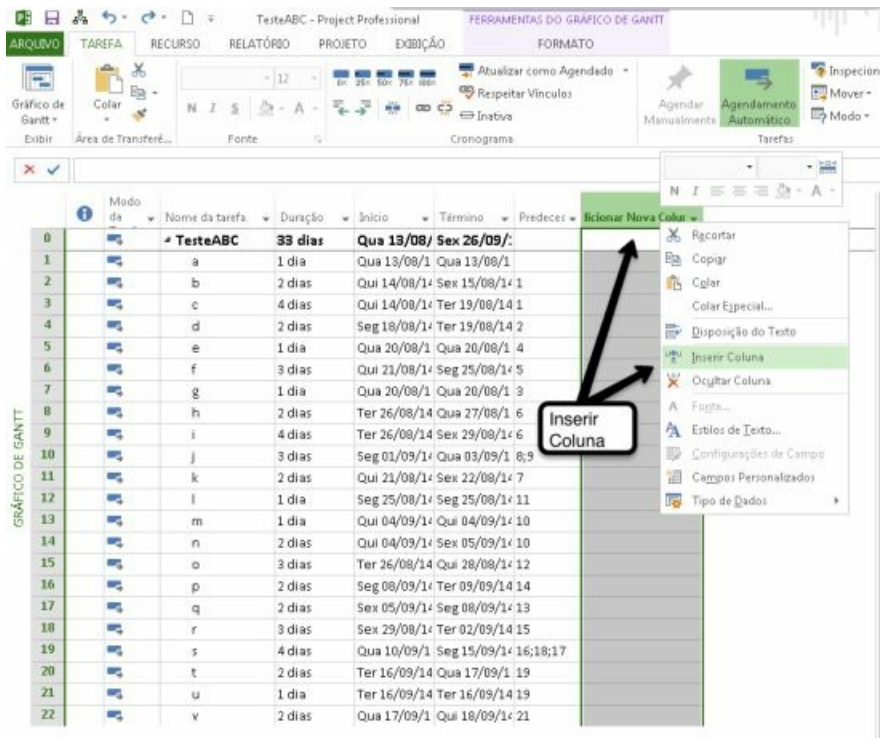 TesteABC - Project Professional
FERRAMENTAS DO GRÁFICO DE GANTT
ARQUIVO TAREFA RECURSO RELATÓRIO PROJETO EXIBIÇÃO FORMATO
Gráfico de Gantt
Exibir
Colar
Área de Transferê...
12
N I S A
Fonte
0× 25× 50× 75× 100×
Atualizar como Agendado
Respeitar Vínculos
Inativa
Cronograma
Agendar Manualmente
Agendamento Automático
Inspecion
Mover
Modo
Tarefas
N I A
Modo da Nome da tarefa Duração Início Término Predeces dicionar Nova Colur
0 TesteABC 33 dias Qua 13/08/ Sex 26/09/:
1 a 1 dia Qua 13/08/1 Qua 13/08/1
2 b 2 dias Qui 14/08/14 Sex 15/08/14 1
3 c 4 dias Qui 14/08/14 Ter 19/08/14 1
4 d 2 dias Seg 18/08/14 Ter 19/08/14 2
5 e 1 dia Qua 20/08/1 Qua 20/08/1 4
6 f 3 dias Qui 21/08/14 Seg 25/08/14 5
7 g 1 dia Qua 20/08/1 Qua 20/08/1 3
8 h 2 dias Ter 26/08/14 Qua 27/08/1 6
9 i 4 dias Ter 26/08/14 Sex 29/08/14 6
10 j 3 dias Seg 01/09/14 Qua 03/09/1 8;9
11 k 2 dias Qui 21/08/14 Sex 22/08/14 7
12 l 1 dia Seg 25/08/14 Seg 25/08/14 11
13 m 1 dia Qui 04/09/14 Qui 04/09/14 10
14 n 2 dias Qui 04/09/14 Sex 05/09/14 10
15 o 3 dias Ter 26/08/14 Qui 28/08/14 12
16 p 2 dias Seg 08/09/14 Ter 09/09/14 14
17 q 2 dias Sex 05/09/14 Seg 08/09/14 13
18 r 3 dias Sex 29/08/14 Ter 02/09/14 15
19 s 4 dias Qua 10/09/1 Seg 15/09/14 16;18;17
20 t 2 dias Ter 16/09/14 Qua 17/09/1 19
21 u 1 dia Ter 16/09/14 Ter 16/09/14 19
22 v 2 dias Qua 17/09/1 Qui 18/09/14 21
GRÁFICO DE GANTT
Inserir
Coluna
Recortar
Copiar
Colar
Colar Especial...
Disposição do Texto
Inserir Coluna
Ocultar Coluna
A Fonte...
Estilos de Texto...
Configurações de Campo
Campos Personalizados
Tipo de Dados